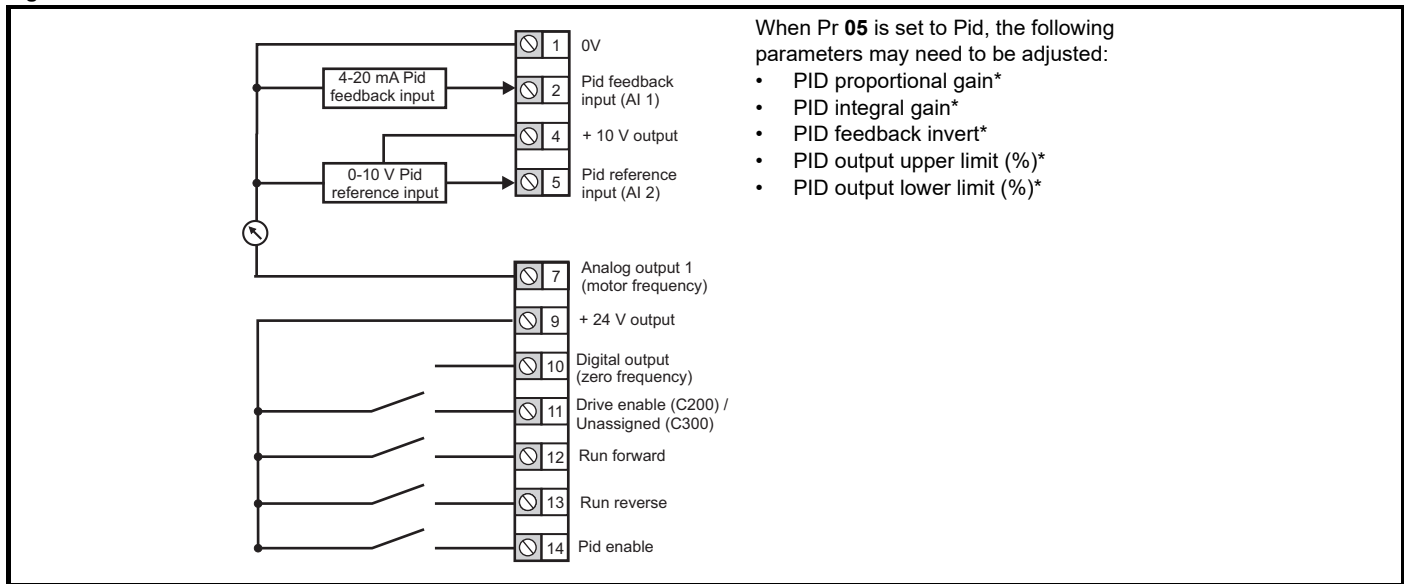 1 0V
4-20 mA Pid
feedback input
2 Pid feedback
input (AI 1)
4 + 10 V output
0-10 V Pid
reference input
5 Pid reference
input (AI 2)
7 Analog output 1
(motor frequency)
9 + 24 V output
10 Digital output
(zero frequency)
11 Drive enable (C200) /
Unassigned (C300)
12 Run forward
13 Run reverse
14 Pid enable
When Pr 05 is set to Pid, the following
parameters may need to be adjusted:
• PID proportional gain*
• PID integral gain*
• PID feedback invert*
• PID output upper limit (%)*
• PID output lower limit (%)*